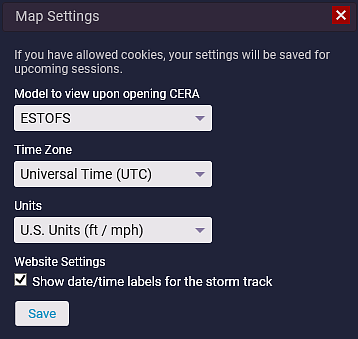 Map Settings
If you have allowed cookies, your settings will be saved for
upcoming sessions.
Model to view upon opening CERA
ESTOFS
Time Zone
Universal Time (UTC)
Units
U.S. Units (ft / mph)
Website Settings
Show date/time labels for the storm track
Save